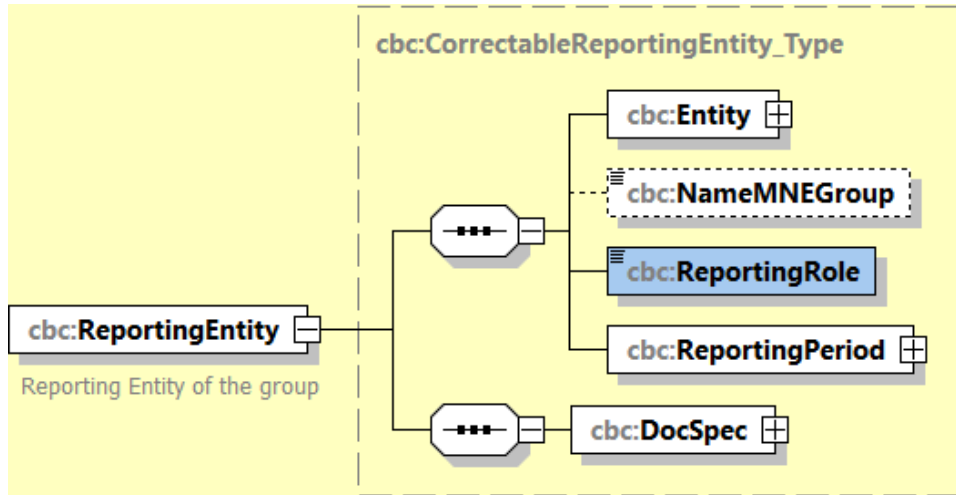 cbc:CorrectableReportingEntity_Type
cbc:Entity
cbc:NameMNEGroup
cbc:ReportingRole
cbc:ReportingEntity
cbc:ReportingPeriod
Reporting Entity of the group
cbc:DocSpec